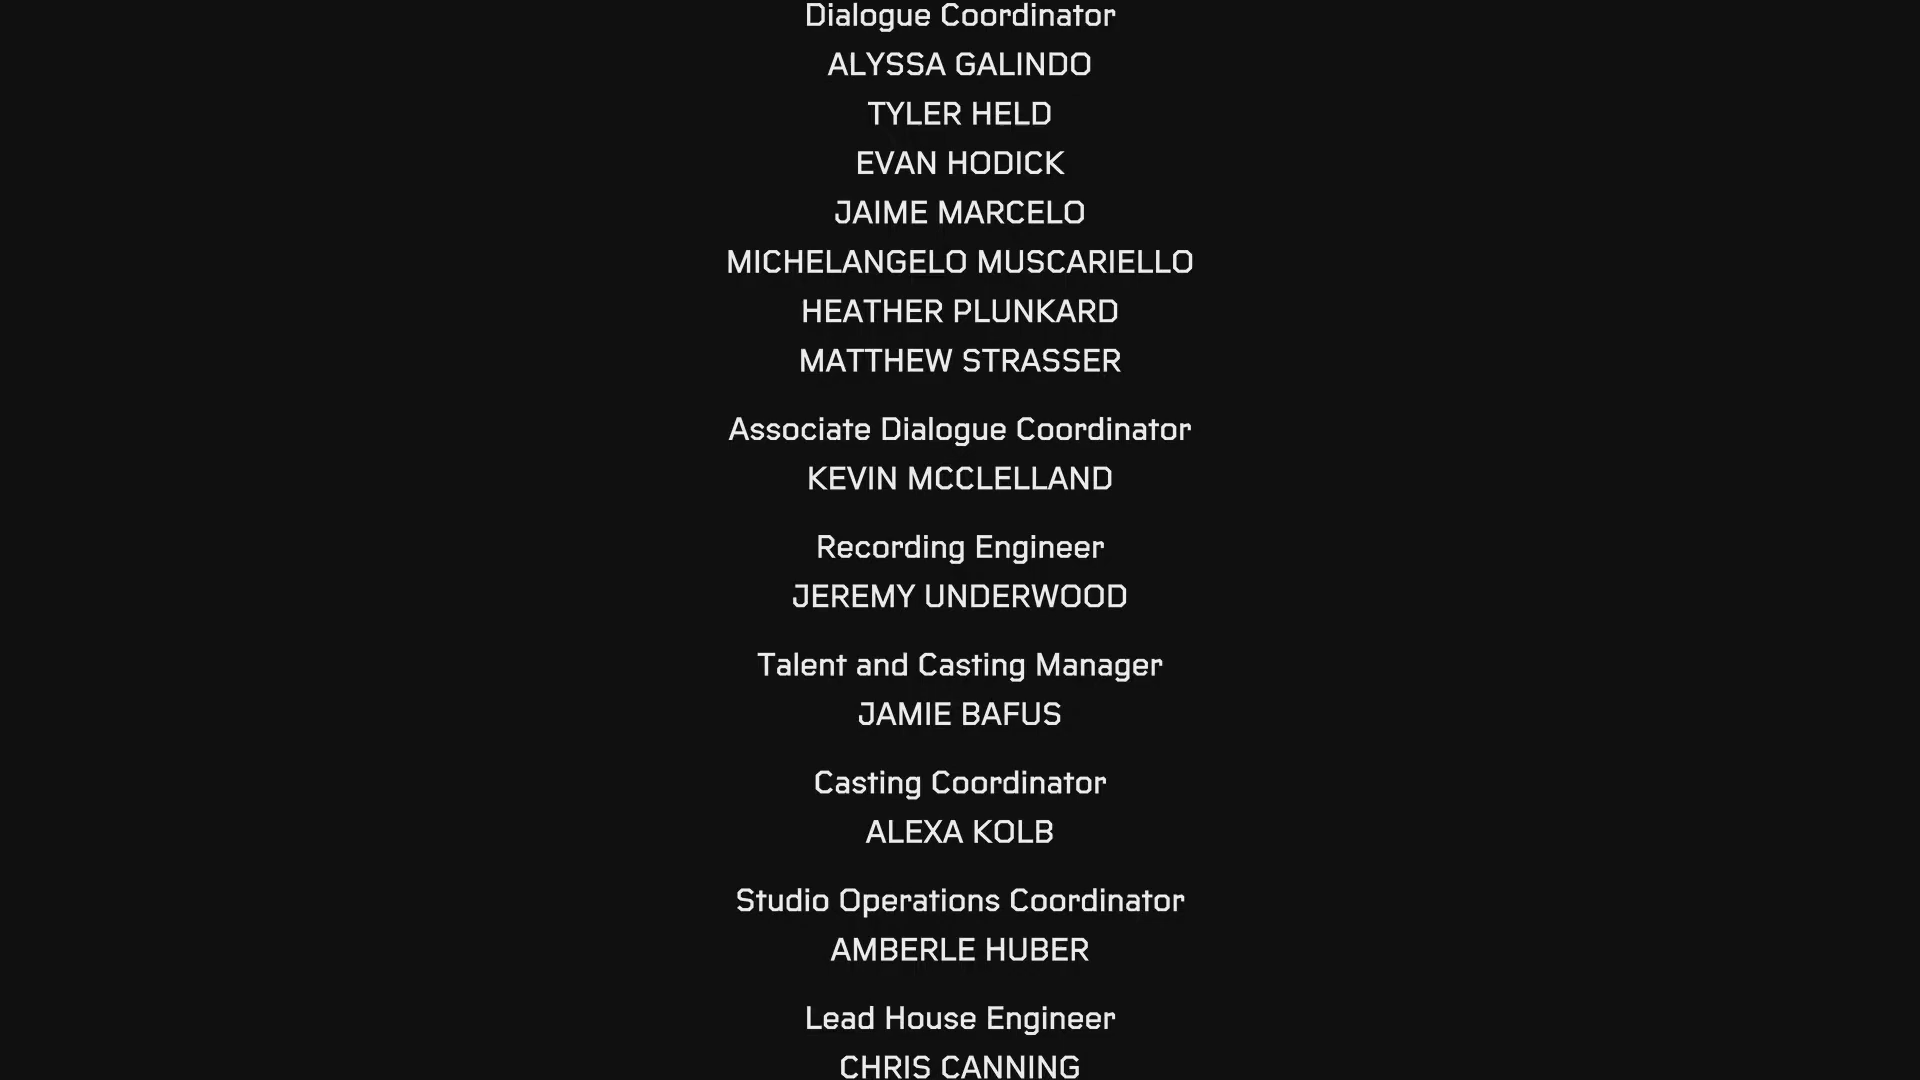 Dialogue Coordinator
ALYSSA GALINDO
TYLER HELD
EVAN HODICK
JAIME MARCELO
MICHELANGELO MUSCARIELLO
HEATHER PLUNKARD
MATTHEW STRASSER
Associate Dialogue Coordinator
KEVIN MCCLELLAND
Recording Engineer
JEREMY UNDERWOOD
Talent and Casting Manager
JAMIE BAFUS
Casting Coordinator
ALEXA KOLB
Studio Operations Coordinator
AMBERLE HUBER
Lead House Engineer
CHRIS CANNING